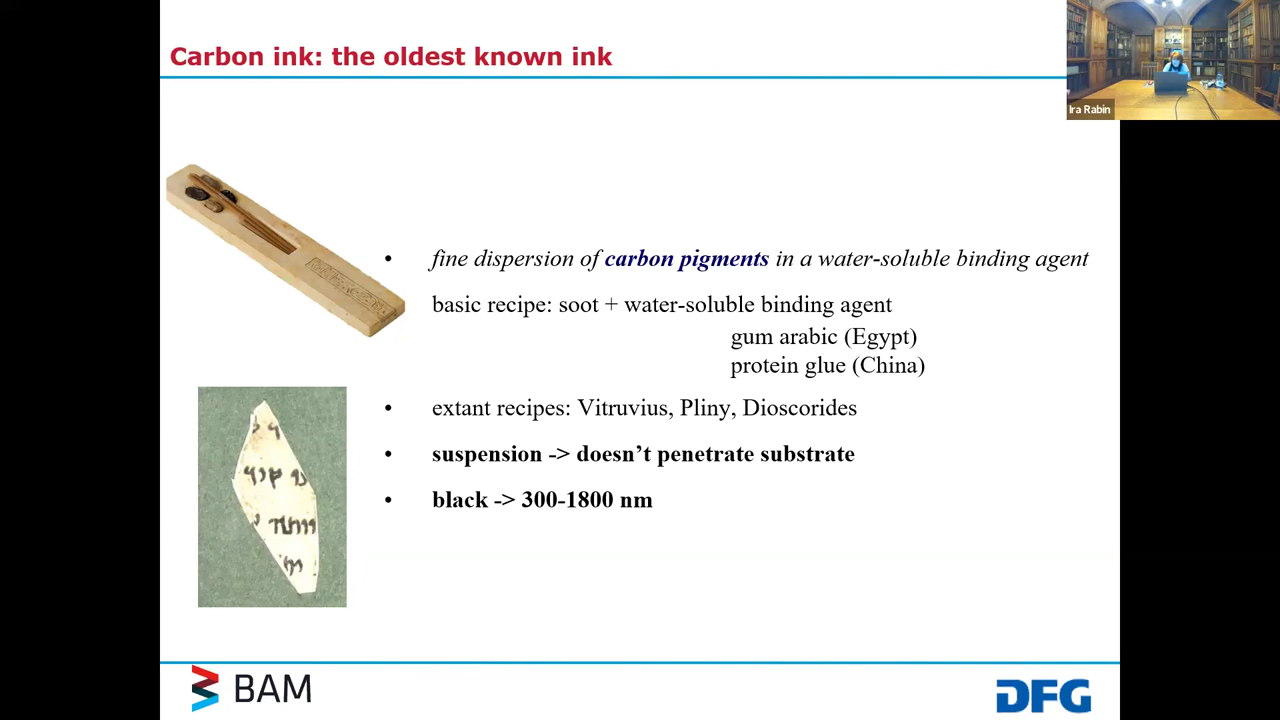 Carbon ink: the oldest known ink
Ira Rabin
• fine dispersion of carbon pigments in a water-soluble binding agent
basic recipe: soot + water-soluble binding agent
gum arabic (Egypt)
protein glue (China)
• extant recipes: Vitruvius, Pliny, Dioscorides
• suspension -> doesn’t penetrate substrate
• black -> 300-1800 nm
BAM
DFG